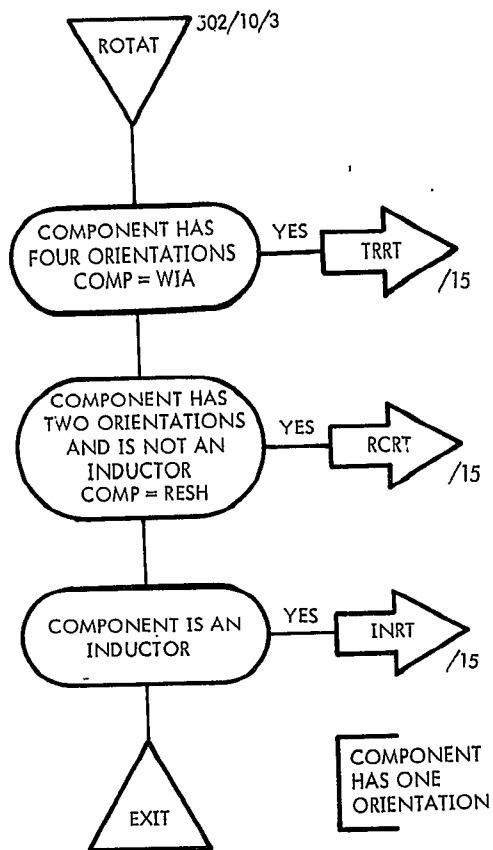 ROTAT
302/10/3
COMPONENT HAS
FOUR ORIENTATIONS
COMP = WIA
YES
TRRT
/15
COMPONENT HAS
TWO ORIENTATIONS
AND IS NOT AN
INDUCTOR
COMP = RESH
YES
RCRT
/15
COMPONENT IS AN
INDUCTOR
YES
INRT
/15
EXIT
COMPONENT
HAS ONE
ORIENTATION